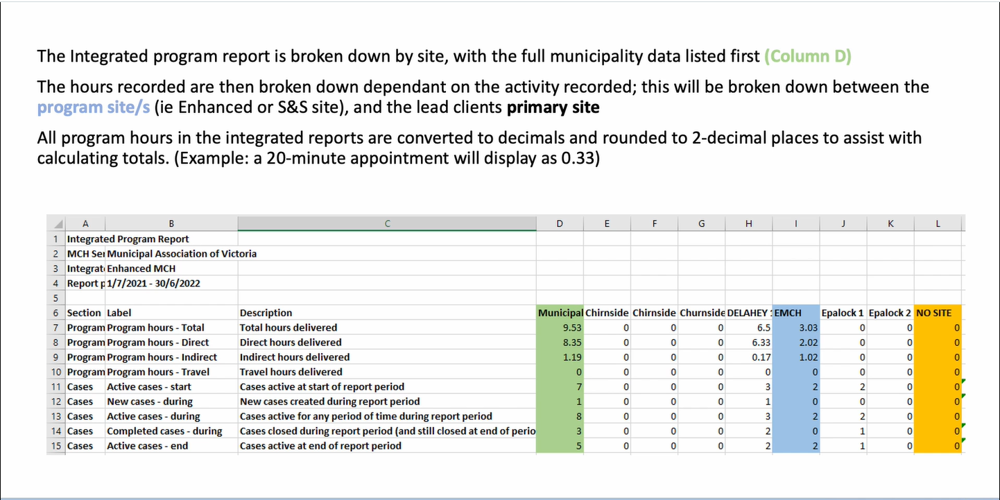 The Integrated program report is broken down by site, with the full municipality data listed first (Column D)
The hours recorded are then broken down dependant on the activity recorded; this will be broken down between the
program site/s (ie Enhanced or S&S site), and the lead clients primary site
All program hours in the integrated reports are converted to decimals and rounded to 2-decimal places to assist with
calculating totals. (Example: a 20-minute appointment will display as 0.33)
A B C D E F G H I J K L
1 Integrated Program Report
2 MCH Ser Municipal Association of Victoria
3 Integrat Enhanced MCH
4 Report p 1/7/2021 - 30/6/2022
5
6 Section Label Description Municipal Chirnside Chirnside Churnside DELAHEY 1 EMCH Epalock 1 Epalock 2 NO SITE
7 Program Program hours - Total Total hours delivered 9.53 0 0 0 6.5 3.03 0 0 0
8 Program Program hours - Direct Direct hours delivered 8.35 0 0 0 6.33 2.02 0 0 0
9 Program Program hours - Indirect Indirect hours delivered 1.19 0 0 0 0.17 1.02 0 0 0
10 Program Program hours - Travel Travel hours delivered 0 0 0 0 0 0 0 0 0
11 Cases Active cases - start Cases active at start of report period 7 0 0 0 3 2 2 0 0
12 Cases New cases - during New cases created during report period 1 0 0 0 1 0 0 0 0
13 Cases Active cases - during Cases active for any period of time during report period 8 0 0 0 3 2 2 0 0
14 Cases Completed cases - during Cases closed during report period (and still closed at end of perio 3 0 0 0 2 0 1 0 0
15 Cases Active cases - end Cases active at end of report period 5 0 0 0 2 2 1 0 0